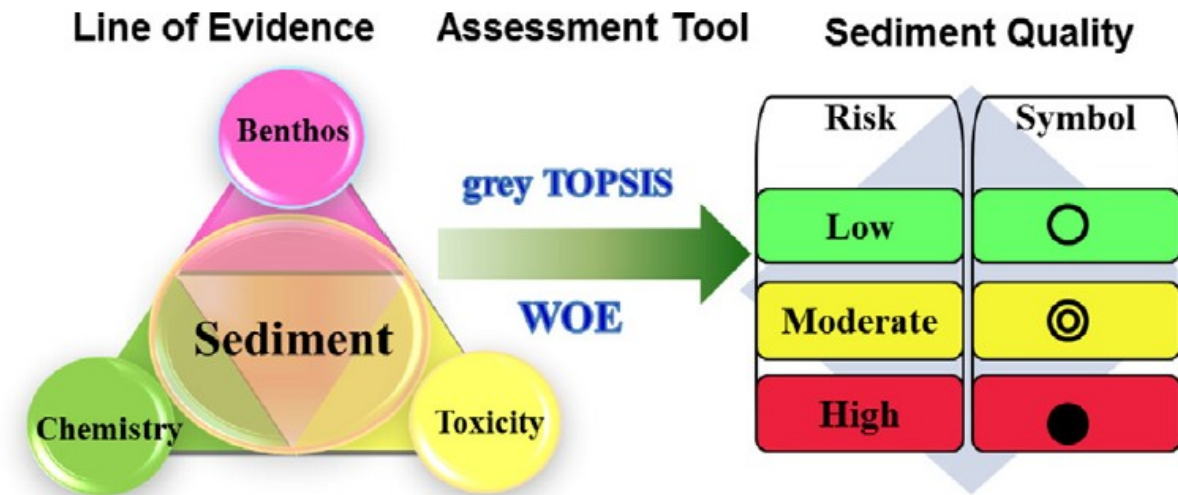 Line of Evidence
Assessment Tool
Sediment Quality
Benthos
Sediment
Chemistry
Toxicity
grey TOPSIS
WOE
Risk
Symbol
Low
Moderate
High